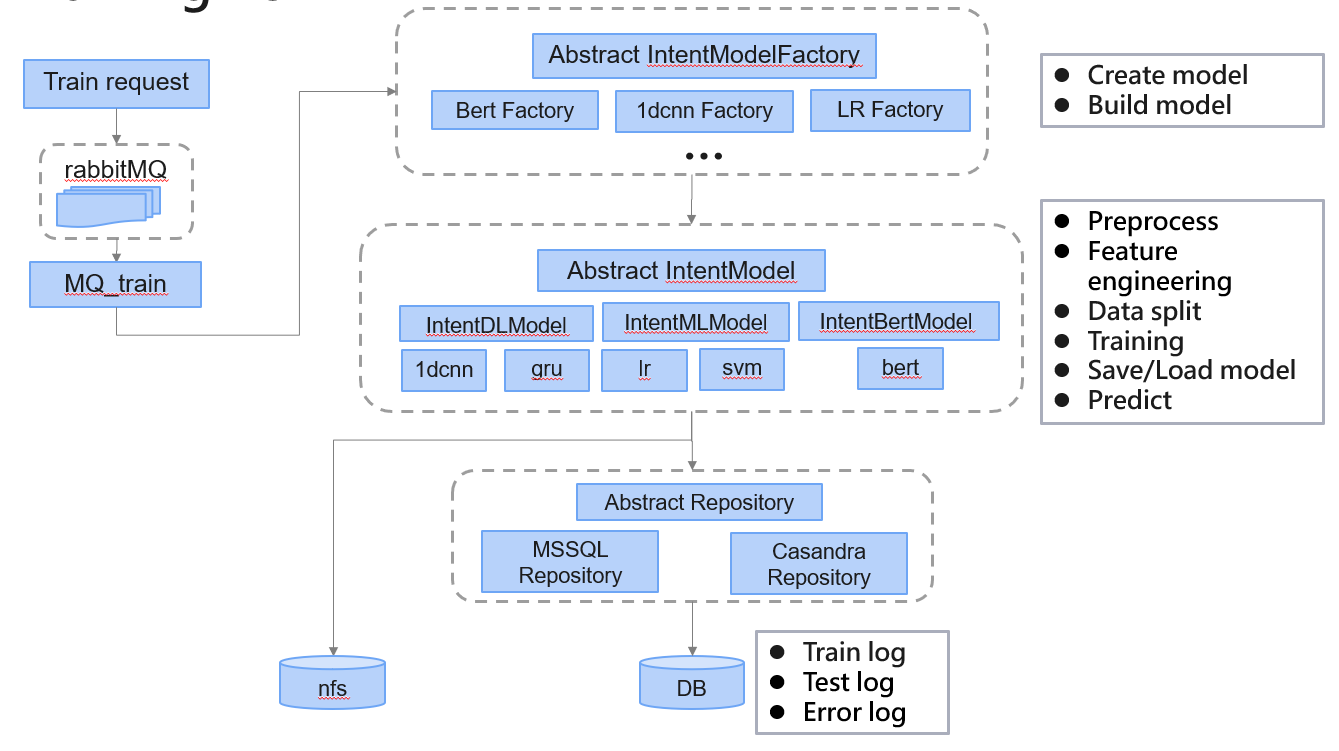 Train request
rabbitMQ
MQ_train
Abstract IntentModelFactory
Bert Factory
1dcnn Factory
LR Factory
...
● Create model
● Build model
Abstract IntentModel
IntentDLModel
IntentMLModel
IntentBertModel
1dcnn
gru
lr
svm
bert
● Preprocess
● Feature
engineering
● Data split
● Training
● Save/Load model
● Predict
Abstract Repository
MSSQL
Repository
Casandra
Repository
nfs
DB
● Train log
● Test log
● Error log